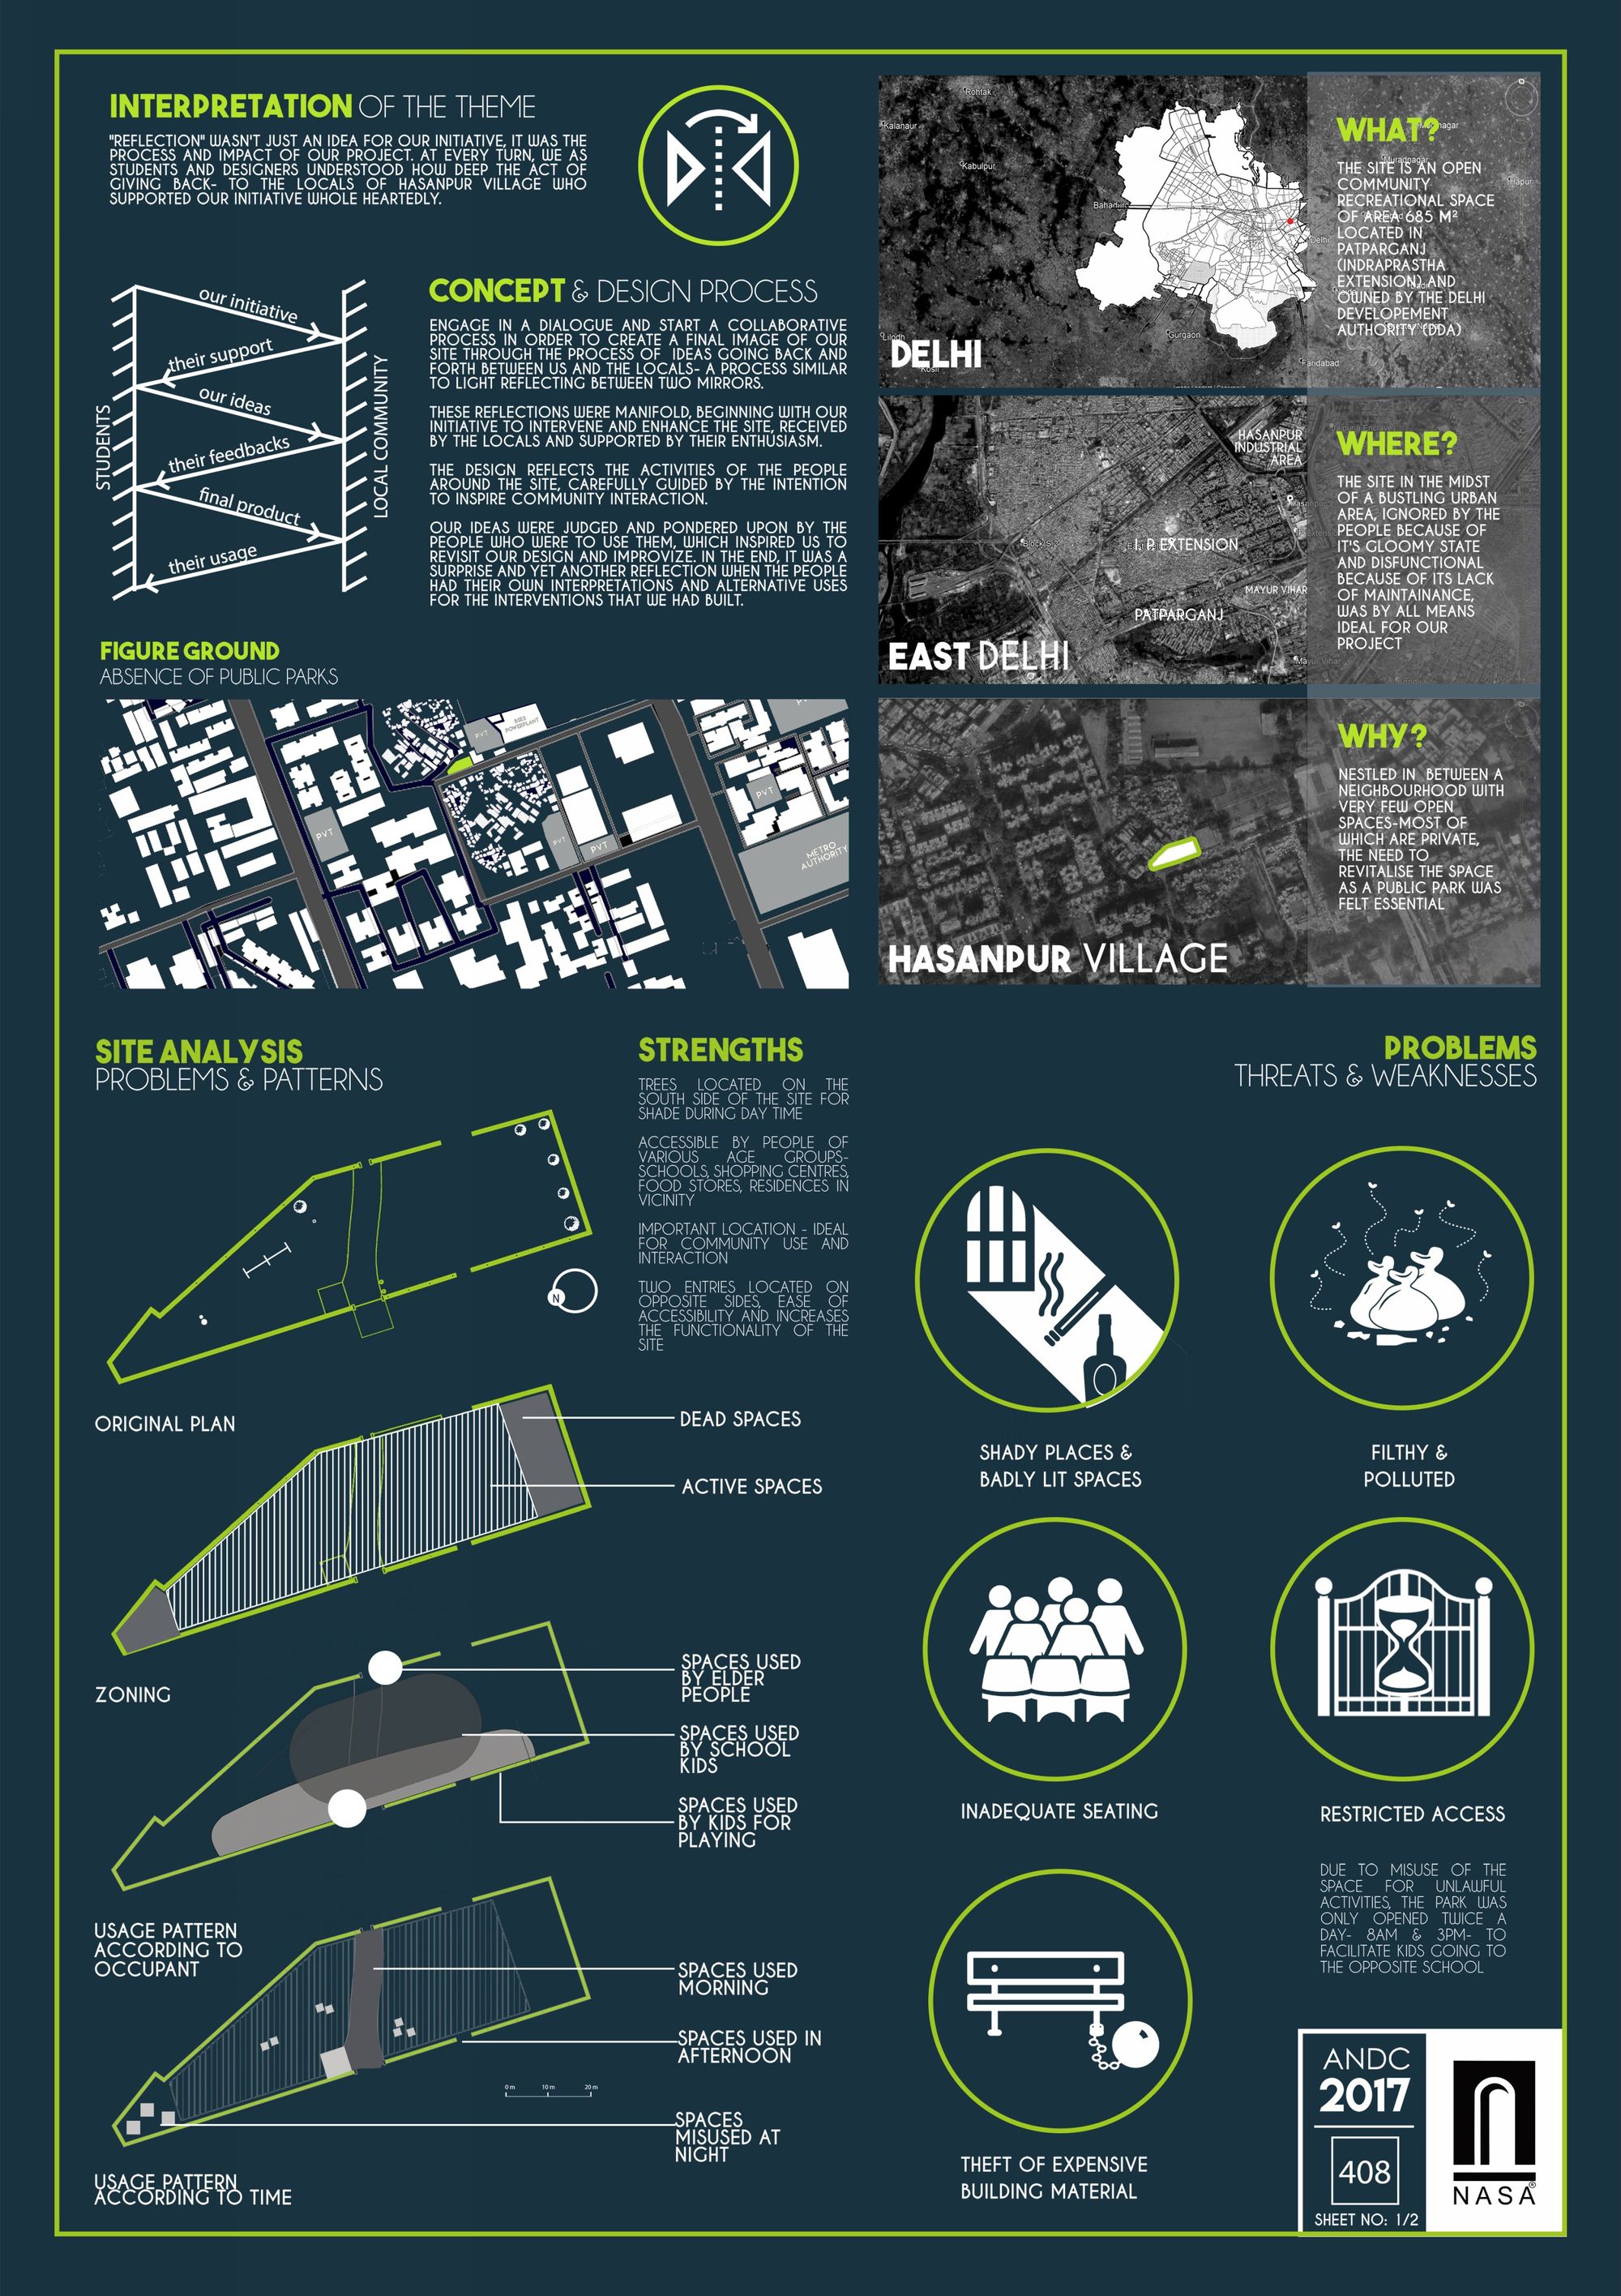 INTERPRETATION OF THE THEME
"REFLECTION" WASN'T JUST AN IDEA FOR OUR INITIATIVE, IT WAS THE
PROCESS AND IMPACT OF OUR PROJECT. AT EVERY TURN, WE AS
STUDENTS AND DESIGNERS UNDERSTOOD HOW DEEP THE ACT OF
GIVING BACK- TO THE LOCALS OF HASANPUR VILLAGE WHO
SUPPORTED OUR INITIATIVE WHOLE HEARTEDLY.
STUDENTS
our initiative
their support
our ideas
their feedbacks
final product
their usage
LOCAL COMMUNITY
CONCEPT & DESIGN PROCESS
ENGAGE IN A DIALOGUE AND START A COLLABORATIVE
PROCESS IN ORDER TO CREATE A FINAL IMAGE OF OUR
SITE THROUGH THE PROCESS OF IDEAS GOING BACK AND
FORTH BETWEEN US AND THE LOCALS- A PROCESS SIMILAR
TO LIGHT REFLECTING BETWEEN TWO MIRRORS.
THESE REFLECTIONS WERE MANIFOLD, BEGINNING WITH OUR
INITIATIVE TO INTERVENE AND ENHANCE THE SITE, RECEIVED
BY THE LOCALS AND SUPPORTED BY THEIR ENTHUSIASM.
THE DESIGN REFLECTS THE ACTIVITIES OF THE PEOPLE
AROUND THE SITE, CAREFULLY GUIDED BY THE INTENTION
TO INSPIRE COMMUNITY INTERACTION.
OUR IDEAS WERE JUDGED AND PONDERED UPON BY THE
PEOPLE WHO WERE TO USE THEM, WHICH INSPIRED US TO
REVISIT OUR DESIGN AND IMPROVIZE. IN THE END, IT WAS A
SURPRISE AND YET ANOTHER REFLECTION WHEN THE PEOPLE
HAD THEIR OWN INTERPRETATIONS AND ALTERNATIVE USES
FOR THE INTERVENTIONS THAT WE HAD BUILT.
FIGURE GROUND
ABSENCE OF PUBLIC PARKS
PVT
BSES
POWERPLANT
PVT
PVT
PVT
PVT
METRO
AUTHORITY
Rohtak
Kalanaur
Kabulpur
Gurgaon
Faridabad
Delhi
DELHI
WHAT?
THE SITE IS AN OPEN
COMMUNITY
RECREATIONAL SPACE
OF AREA 685 M²
LOCATED IN
PATPARGANJ
(INDRAPRASTHA
EXTENSION) AND
OWNED BY THE DELHI
DEVELOPEMENT
AUTHORITY (DDA)
HASANPUR
INDUSTRIAL
AREA
I. P. EXTENSION
MAYUR VIHAR
PATPARGANJ
Mayur Vihar
EAST DELHI
WHERE?
THE SITE IN THE MIDST
OF A BUSTLING URBAN
AREA, IGNORED BY THE
PEOPLE BECAUSE OF
IT'S GLOOMY STATE
AND DISFUNCTIONAL
BECAUSE OF ITS LACK
OF MAINTAINANCE,
WAS BY ALL MEANS
IDEAL FOR OUR
PROJECT
HASANPUR VILLAGE
WHY?
NESTLED IN BETWEEN A
NEIGHBOURHOOD WITH
VERY FEW OPEN
SPACES-MOST OF
WHICH ARE PRIVATE,
THE NEED TO
REVITALISE THE SPACE
AS A PUBLIC PARK WAS
FELT ESSENTIAL
SITE ANALYSIS
PROBLEMS & PATTERNS
N
ORIGINAL PLAN
DEAD SPACES
ACTIVE SPACES
ZONING
SPACES USED
BY ELDER
PEOPLE
SPACES USED
BY SCHOOL
KIDS
SPACES USED
BY KIDS FOR
PLAYING
USAGE PATTERN
ACCORDING TO
OCCUPANT
SPACES USED
MORNING
SPACES USED IN
AFTERNOON
0 m 10 m 20 m
SPACES
MISUSED AT
NIGHT
USAGE PATTERN
ACCORDING TO TIME
STRENGTHS
TREES LOCATED ON THE
SOUTH SIDE OF THE SITE FOR
SHADE DURING DAY TIME
ACCESSIBLE BY PEOPLE OF
VARIOUS AGE GROUPS-
SCHOOLS, SHOPPING CENTRES,
FOOD STORES, RESIDENCES IN
VICINITY
IMPORTANT LOCATION - IDEAL
FOR COMMUNITY USE AND
INTERACTION
TWO ENTRIES LOCATED ON
OPPOSITE SIDES, EASE OF
ACCESSIBILITY AND INCREASES
THE FUNCTIONALITY OF THE
SITE
PROBLEMS
THREATS & WEAKNESSES
SHADY PLACES &
BADLY LIT SPACES
FILTHY &
POLLUTED
INADEQUATE SEATING
RESTRICTED ACCESS
DUE TO MISUSE OF THE
SPACE FOR UNLAWFUL
ACTIVITIES, THE PARK WAS
ONLY OPENED TWICE A
DAY- 8AM & 3PM- TO
FACILITATE KIDS GOING TO
THE OPPOSITE SCHOOL
THEFT OF EXPENSIVE
BUILDING MATERIAL
ANDC
2017
408
SHEET NO: 1/2
NASA®